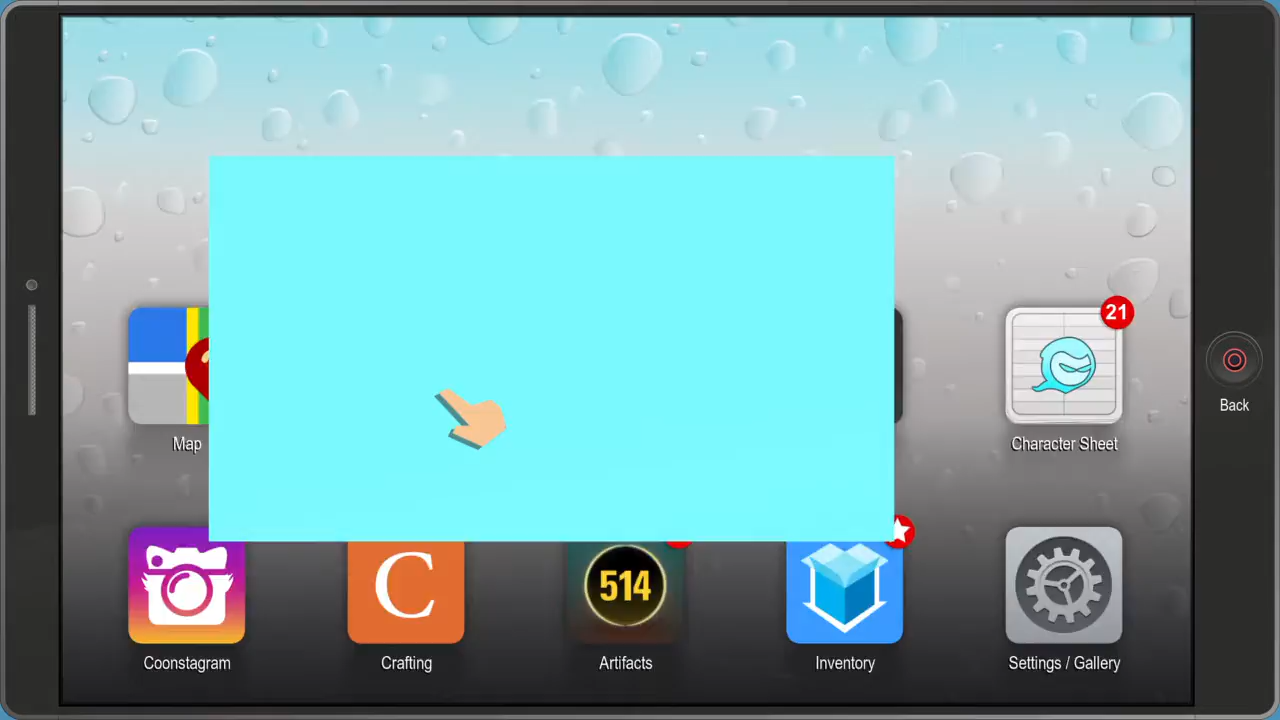 21
Map
Character Sheet
Back
C
514
Coonstagram
Crafting
Artifacts
Inventory
Settings / Gallery